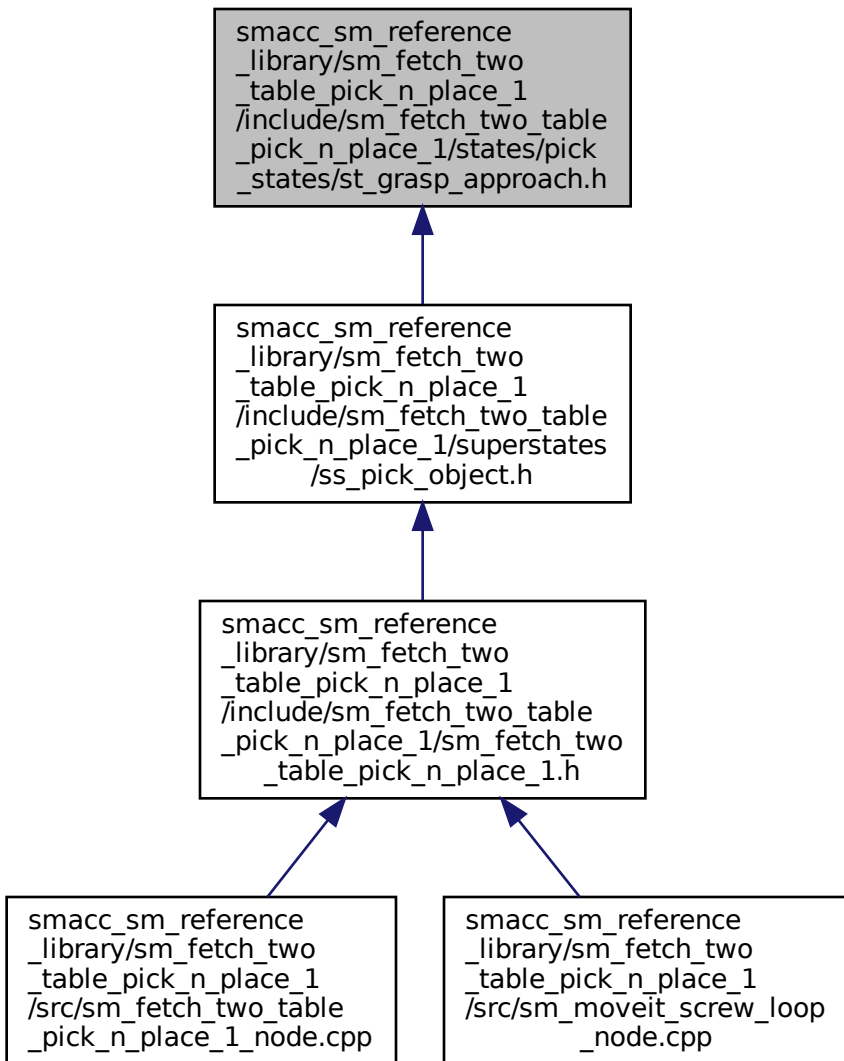 smacc_sm_reference
_library/sm_fetch_two
_table_pick_n_place_1
/include/sm_fetch_two_table
_pick_n_place_1/states/pick
_states/st_grasp_approach.h
smacc_sm_reference
_library/sm_fetch_two
_table_pick_n_place_1
/include/sm_fetch_two_table
_pick_n_place_1/superstates
/ss_pick_object.h
smacc_sm_reference
_library/sm_fetch_two
_table_pick_n_place_1
/include/sm_fetch_two_table
_pick_n_place_1/sm_fetch_two
_table_pick_n_place_1.h
smacc_sm_reference
_library/sm_fetch_two
_table_pick_n_place_1
/src/sm_fetch_two_table
_pick_n_place_1_node.cpp
smacc_sm_reference
_library/sm_fetch_two
_table_pick_n_place_1
/src/sm_moveit_screw_loop
_node.cpp